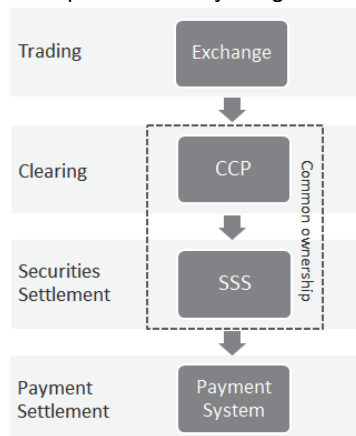 Trading
Exchange
Clearing
CCP
Common ownership
Securities
Settlement
SSS
Payment
Settlement
Payment
System